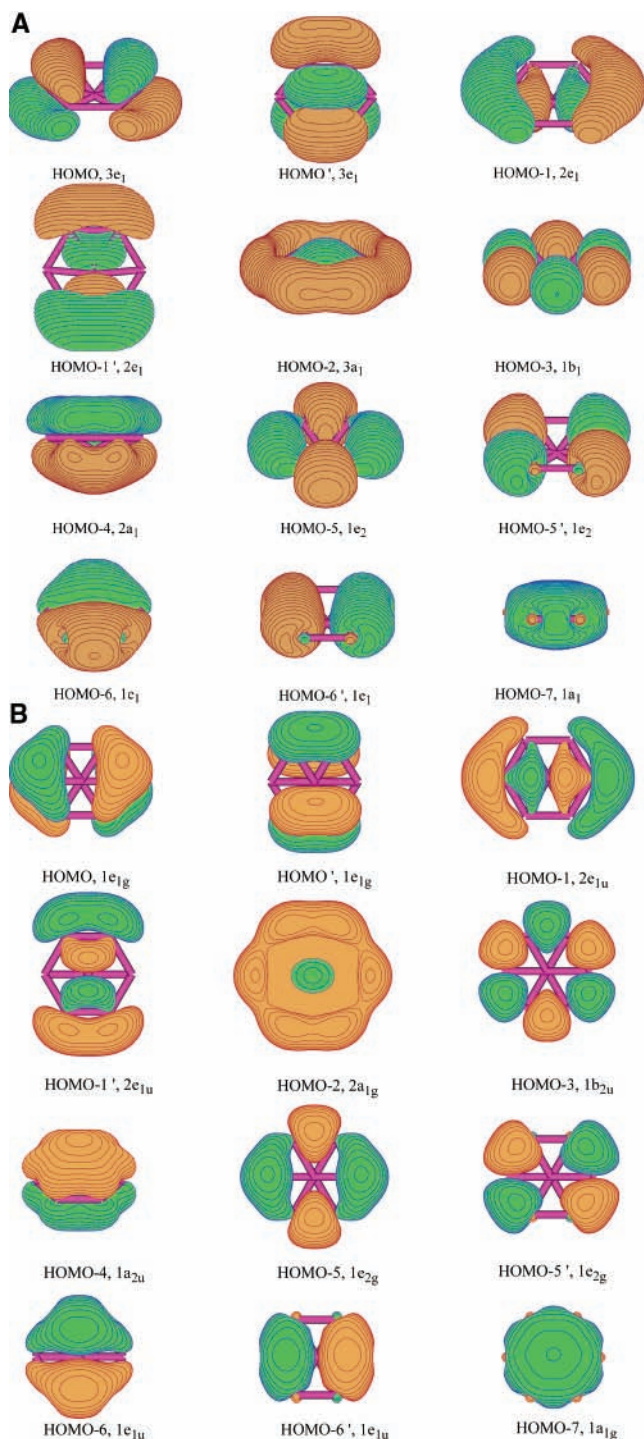 A
HOMO, 3e₁
HOMO', 3e₁
HOMO-1, 2e₁
HOMO-1 ', 2e₁
HOMO-2, 3a₁
HOMO-3, 1b₁
HOMO-4, 2a₁
HOMO-5, 1e₂
HOMO-5 ', 1e₂
HOMO-6, 1e₁
HOMO-6 ', 1e₁
HOMO-7, 1a₁
B
HOMO, 1e₁g
HOMO ', 1e₁g
HOMO-1, 2e₁u
HOMO-1 ', 2e₁u
HOMO-2, 2a₁g
HOMO-3, 1b₂u
HOMO-4, 1a₂u
HOMO-5, 1e₂g
HOMO-5 ', 1e₂g
HOMO-6, 1e₁u
HOMO-6 ', 1e₁u
HOMO-7, 1a₁g